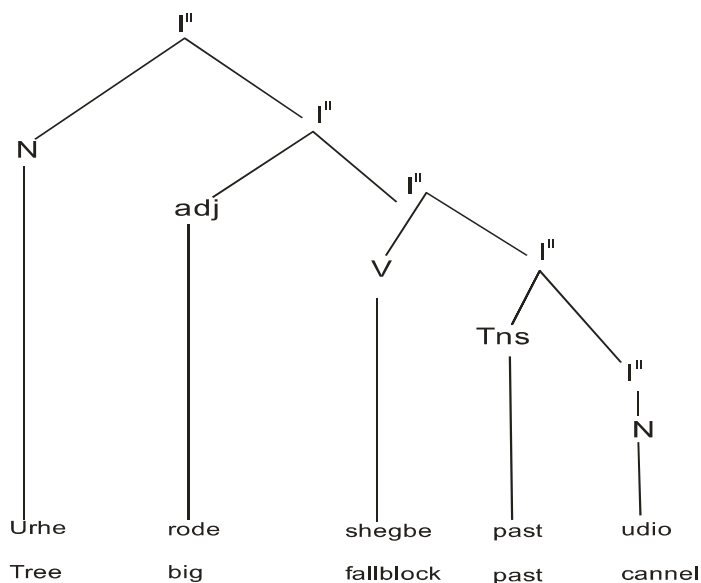 I"
I"
N
I"
adj
I"
V
Tns
I"
N
Urhe rode shegbe past udio
Tree big fallblock past cannel